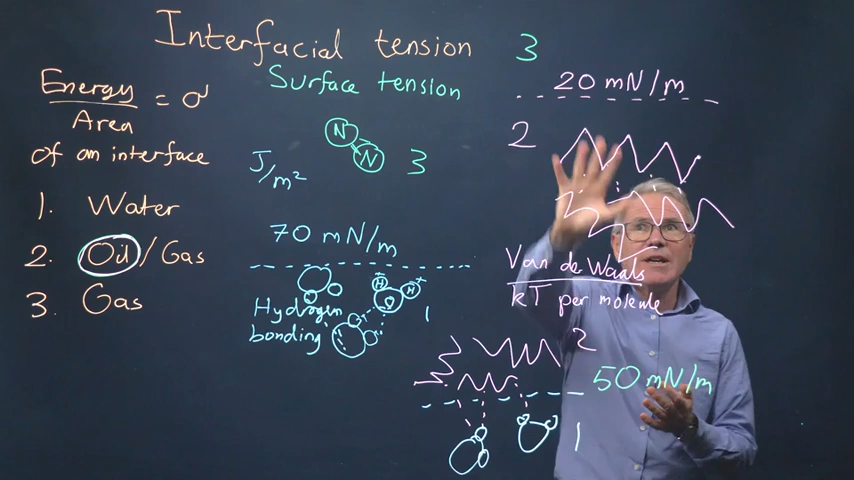 Interfacial tension
3
Surface tension
Energy
Area
= σ
of an interface
J/m²
N
N
3
1. Water
2. Oil/Gas
3. Gas
70 mN/m
H
+
H
+
O
Hydrogen
bonding
1
20 mN/m
2
Van de Waals
kT per molecule
2
50 mN/m
1